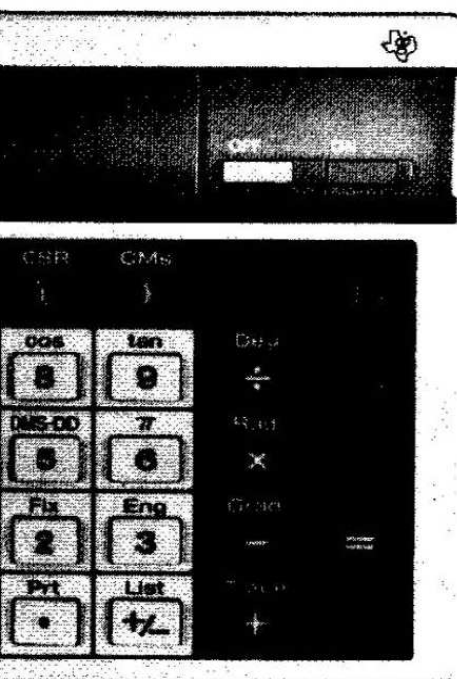 OFF ON
CSR CMs
( )
cos tan Deg
8 9 ÷
DMS-DD π Rad
5 6 ×
Fix Eng Grad
2 3 − =
Prt List Trace
. +/− +